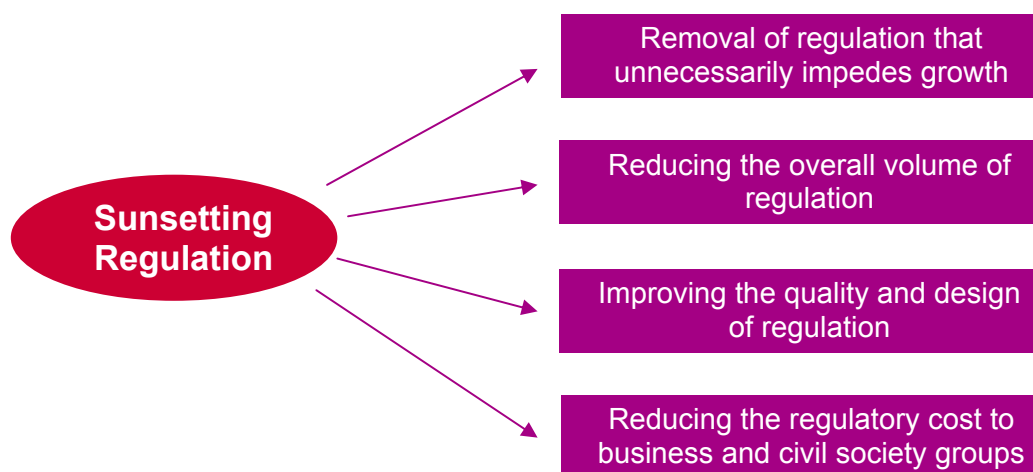 Removal of regulation that
unnecessarily impedes growth
Reducing the overall volume of
regulation
Sunsetting
Regulation
Improving the quality and design
of regulation
Reducing the regulatory cost to
business and civil society groups